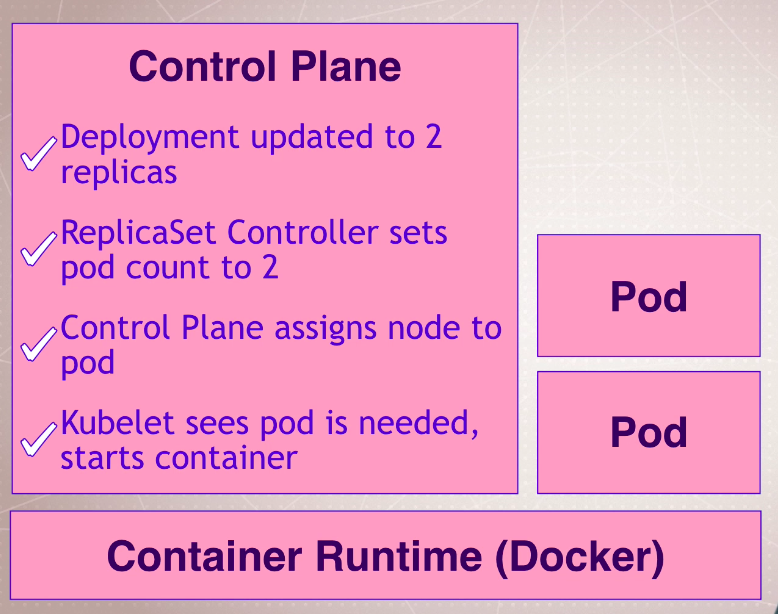 Control Plane
Deployment updated to 2
replicas
ReplicaSet Controller sets
pod count to 2
Control Plane assigns node to
pod
Kubelet sees pod is needed,
starts container
Pod
Pod
Container Runtime (Docker)